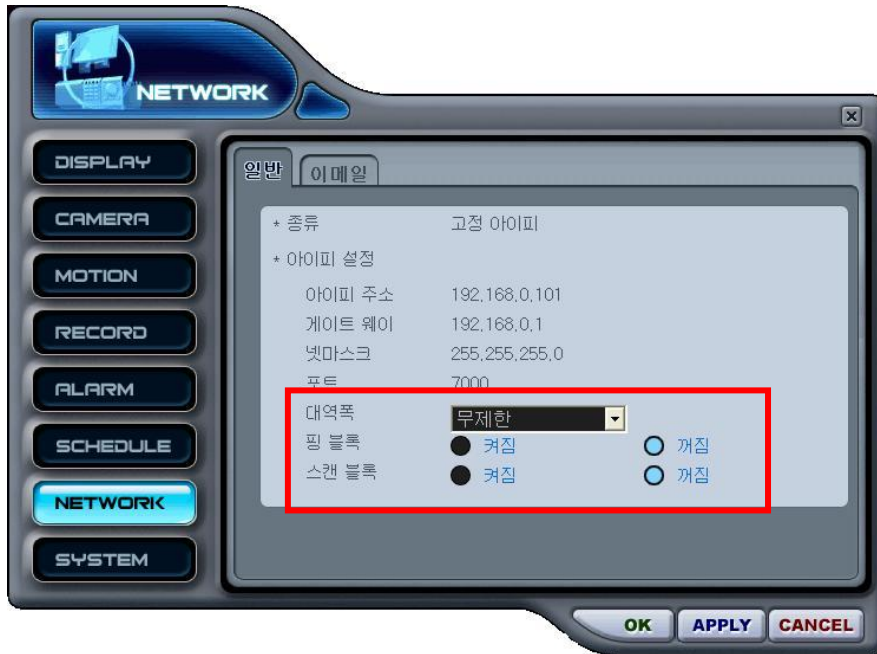 NETWORK
DISPLAY
CAMERA
MOTION
RECORD
ALARM
SCHEDULE
NETWORK
SYSTEM
일반 이메일
* 종류 고정 아이피
* 아이피 설정
아이피 주소 192,168,0,101
게이트 웨이 192,168,0,1
넷마스크 255,255,255,0
포트 7000
대역폭 무제한
핑 블록 켜짐 꺼짐
스캔 블록 켜짐 꺼짐
OK APPLY CANCEL